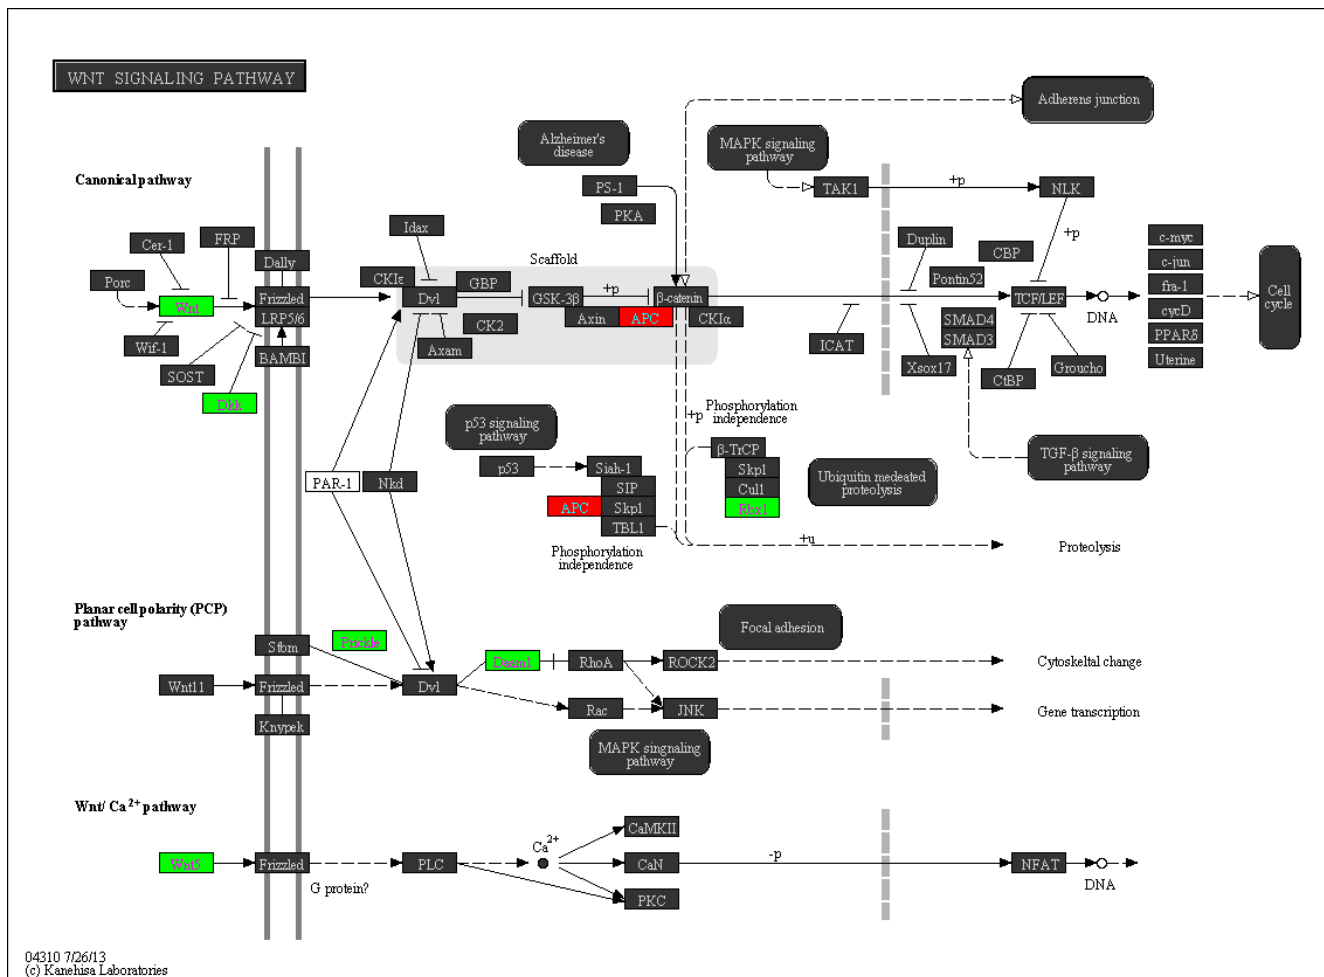 WNT SIGNALING PATHWAY
Adherens junction
Alzheimer's
disease
MAPK signaling
pathway
Canonical pathway
PS-1
TAK1
+p
NLK
PKA
Idax
Cer-1
FRP
Duplin
CBP
+p
c-myc
Scaffold
Dally
c-jun
Porc
CKIε
GBP
+p
Pontin52
fra-1
Cell
cycle
Wnt
Frizzled
Dvl
GSK-3β
β-catenin
TCF/LEF
DNA
LRP5/6
Axin
APC
CKIα
SMAD4
cycD
CK2
SMAD3
PPARδ
Wif-1
BAMBI
Axam
ICAT
Uterine
SOST
Xsox17
CtBP
Groucho
Dkk
+p
Phosphorylation
independence
p53 signaling
pathway
β-TrCP
TGF-β signaling
pathway
p53
Siah-1
Skp1
Ubiquitin medeated
proteolysis
PAR-1
Nkd
SIP
Cul1
APC
Skp1
Rbx1
TBL1
+u
Proteolysis
Phosphorylation
independence
Planar cell polarity (PCP)
pathway
Focal adhesion
Prickle
Stbm
Daam1
RhoA
ROCK2
Cytoskeltal change
Wnt11
Frizzled
Dvl
Rac
JNK
Gene transcription
Knypek
MAPK singnaling
pathway
Wnt/ Ca2+ pathway
CaMKII
Ca2+
Wnt5
Frizzled
PLC
CaN
-p
NFAT
DNA
G protein?
PKC
04310 7/26/13
(c) Kanehisa Laboratories